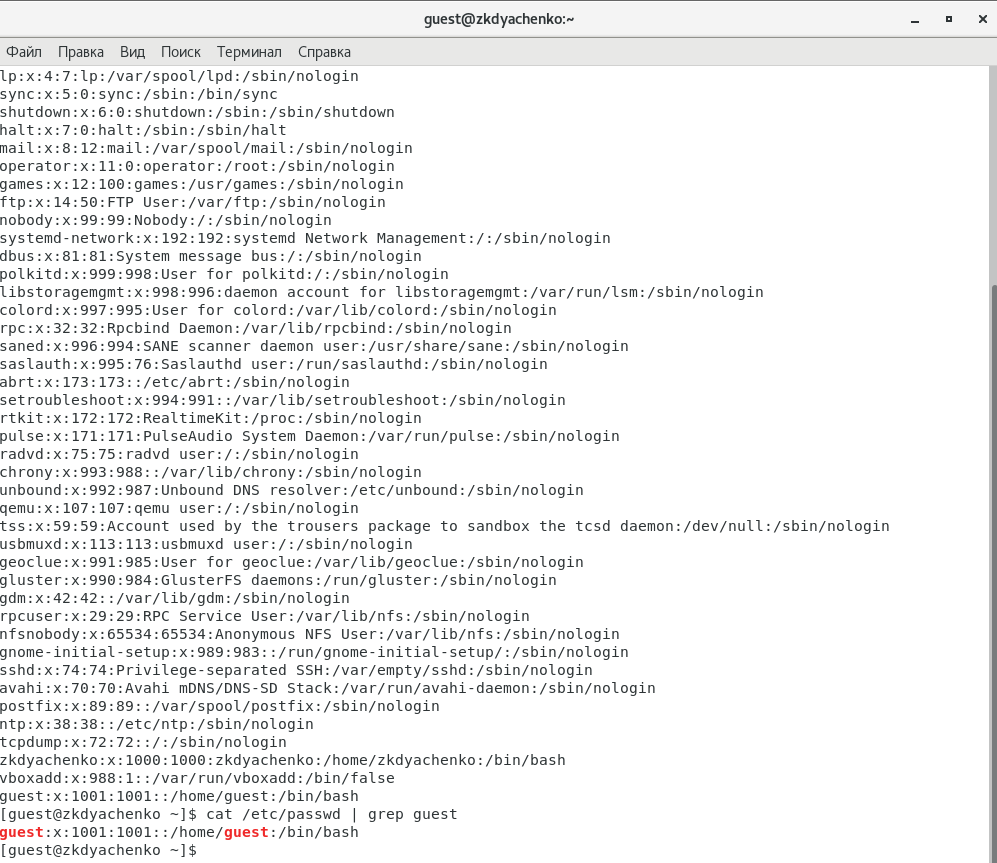 guest@zkdyachenko:~
Файл Правка Вид Поиск Терминал Справка
lp:x:4:7:lp:/var/spool/lpd:/sbin/nologin
sync:x:5:0:sync:/sbin:/bin/sync
shutdown:x:6:0:shutdown:/sbin:/sbin/shutdown
halt:x:7:0:halt:/sbin:/sbin/halt
mail:x:8:12:mail:/var/spool/mail:/sbin/nologin
operator:x:11:0:operator:/root:/sbin/nologin
games:x:12:100:games:/usr/games:/sbin/nologin
ftp:x:14:50:FTP User:/var/ftp:/sbin/nologin
nobody:x:99:99:Nobody:/:/sbin/nologin
systemd-network:x:192:192:systemd Network Management:/:/sbin/nologin
dbus:x:81:81:System message bus:/:/sbin/nologin
polkitd:x:999:998:User for polkitd:/:/sbin/nologin
libstoragemgmt:x:998:996:daemon account for libstoragemgmt:/var/run/lsm:/sbin/nologin
colord:x:997:995:User for colord:/var/lib/colord:/sbin/nologin
rpc:x:32:32:Rpcbind Daemon:/var/lib/rpcbind:/sbin/nologin
saned:x:996:994:SANE scanner daemon user:/usr/share/sane:/sbin/nologin
saslauth:x:995:76:Saslauthd user:/run/saslauthd:/sbin/nologin
abrt:x:173:173::/etc/abrt:/sbin/nologin
setroubleshoot:x:994:991::/var/lib/setroubleshoot:/sbin/nologin
rtkit:x:172:172:RealtimeKit:/proc:/sbin/nologin
pulse:x:171:171:PulseAudio System Daemon:/var/run/pulse:/sbin/nologin
radvd:x:75:75:radvd user:/:/sbin/nologin
chrony:x:993:988::/var/lib/chrony:/sbin/nologin
unbound:x:992:987:Unbound DNS resolver:/etc/unbound:/sbin/nologin
qemu:x:107:107:qemu user:/:/sbin/nologin
tss:x:59:59:Account used by the trousers package to sandbox the tcsd daemon:/dev/null:/sbin/nologin
usbmuxd:x:113:113:usbmuxd user:/:/sbin/nologin
geoclue:x:991:985:User for geoclue:/var/lib/geoclue:/sbin/nologin
gluster:x:990:984:GlusterFS daemons:/run/gluster:/sbin/nologin
gdm:x:42:42::/var/lib/gdm:/sbin/nologin
rpcuser:x:29:29:RPC Service User:/var/lib/nfs:/sbin/nologin
nfsnobody:x:65534:65534:Anonymous NFS User:/var/lib/nfs:/sbin/nologin
gnome-initial-setup:x:989:983::/run/gnome-initial-setup/:/sbin/nologin
sshd:x:74:74:Privilege-separated SSH:/var/empty/sshd:/sbin/nologin
avahi:x:70:70:Avahi mDNS/DNS-SD Stack:/var/run/avahi-daemon:/sbin/nologin
postfix:x:89:89::/var/spool/postfix:/sbin/nologin
ntp:x:38:38::/etc/ntp:/sbin/nologin
tcpdump:x:72:72::/:/sbin/nologin
zkdyachenko:x:1000:1000:zkdyachenko:/home/zkdyachenko:/bin/bash
vboxadd:x:988:1::/var/run/vboxadd:/bin/false
guest:x:1001:1001::/home/guest:/bin/bash
[guest@zkdyachenko ~]$ cat /etc/passwd | grep guest
guest:x:1001:1001::/home/guest:/bin/bash
[guest@zkdyachenko ~]$